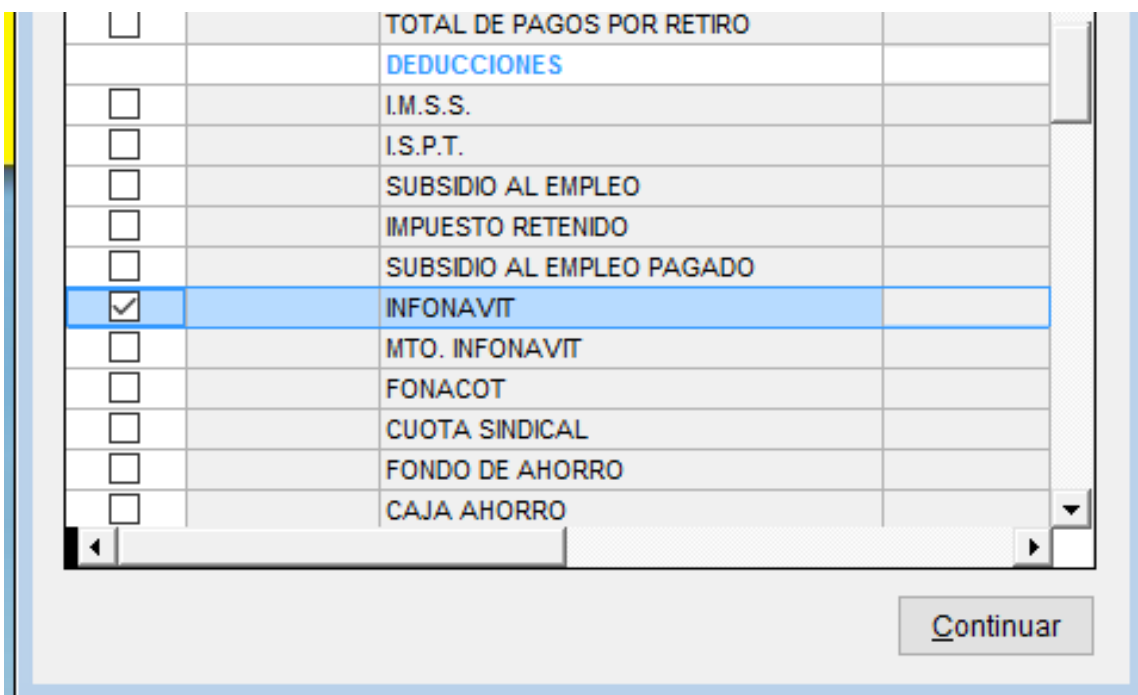 TOTAL DE PAGOS POR RETIRO
DEDUCCIONES
I.M.S.S.
I.S.P.T.
SUBSIDIO AL EMPLEO
IMPUESTO RETENIDO
SUBSIDIO AL EMPLEO PAGADO
INFONAVIT
MTO. INFONAVIT
FONACOT
CUOTA SINDICAL
FONDO DE AHORRO
CAJA AHORRO
Continuar